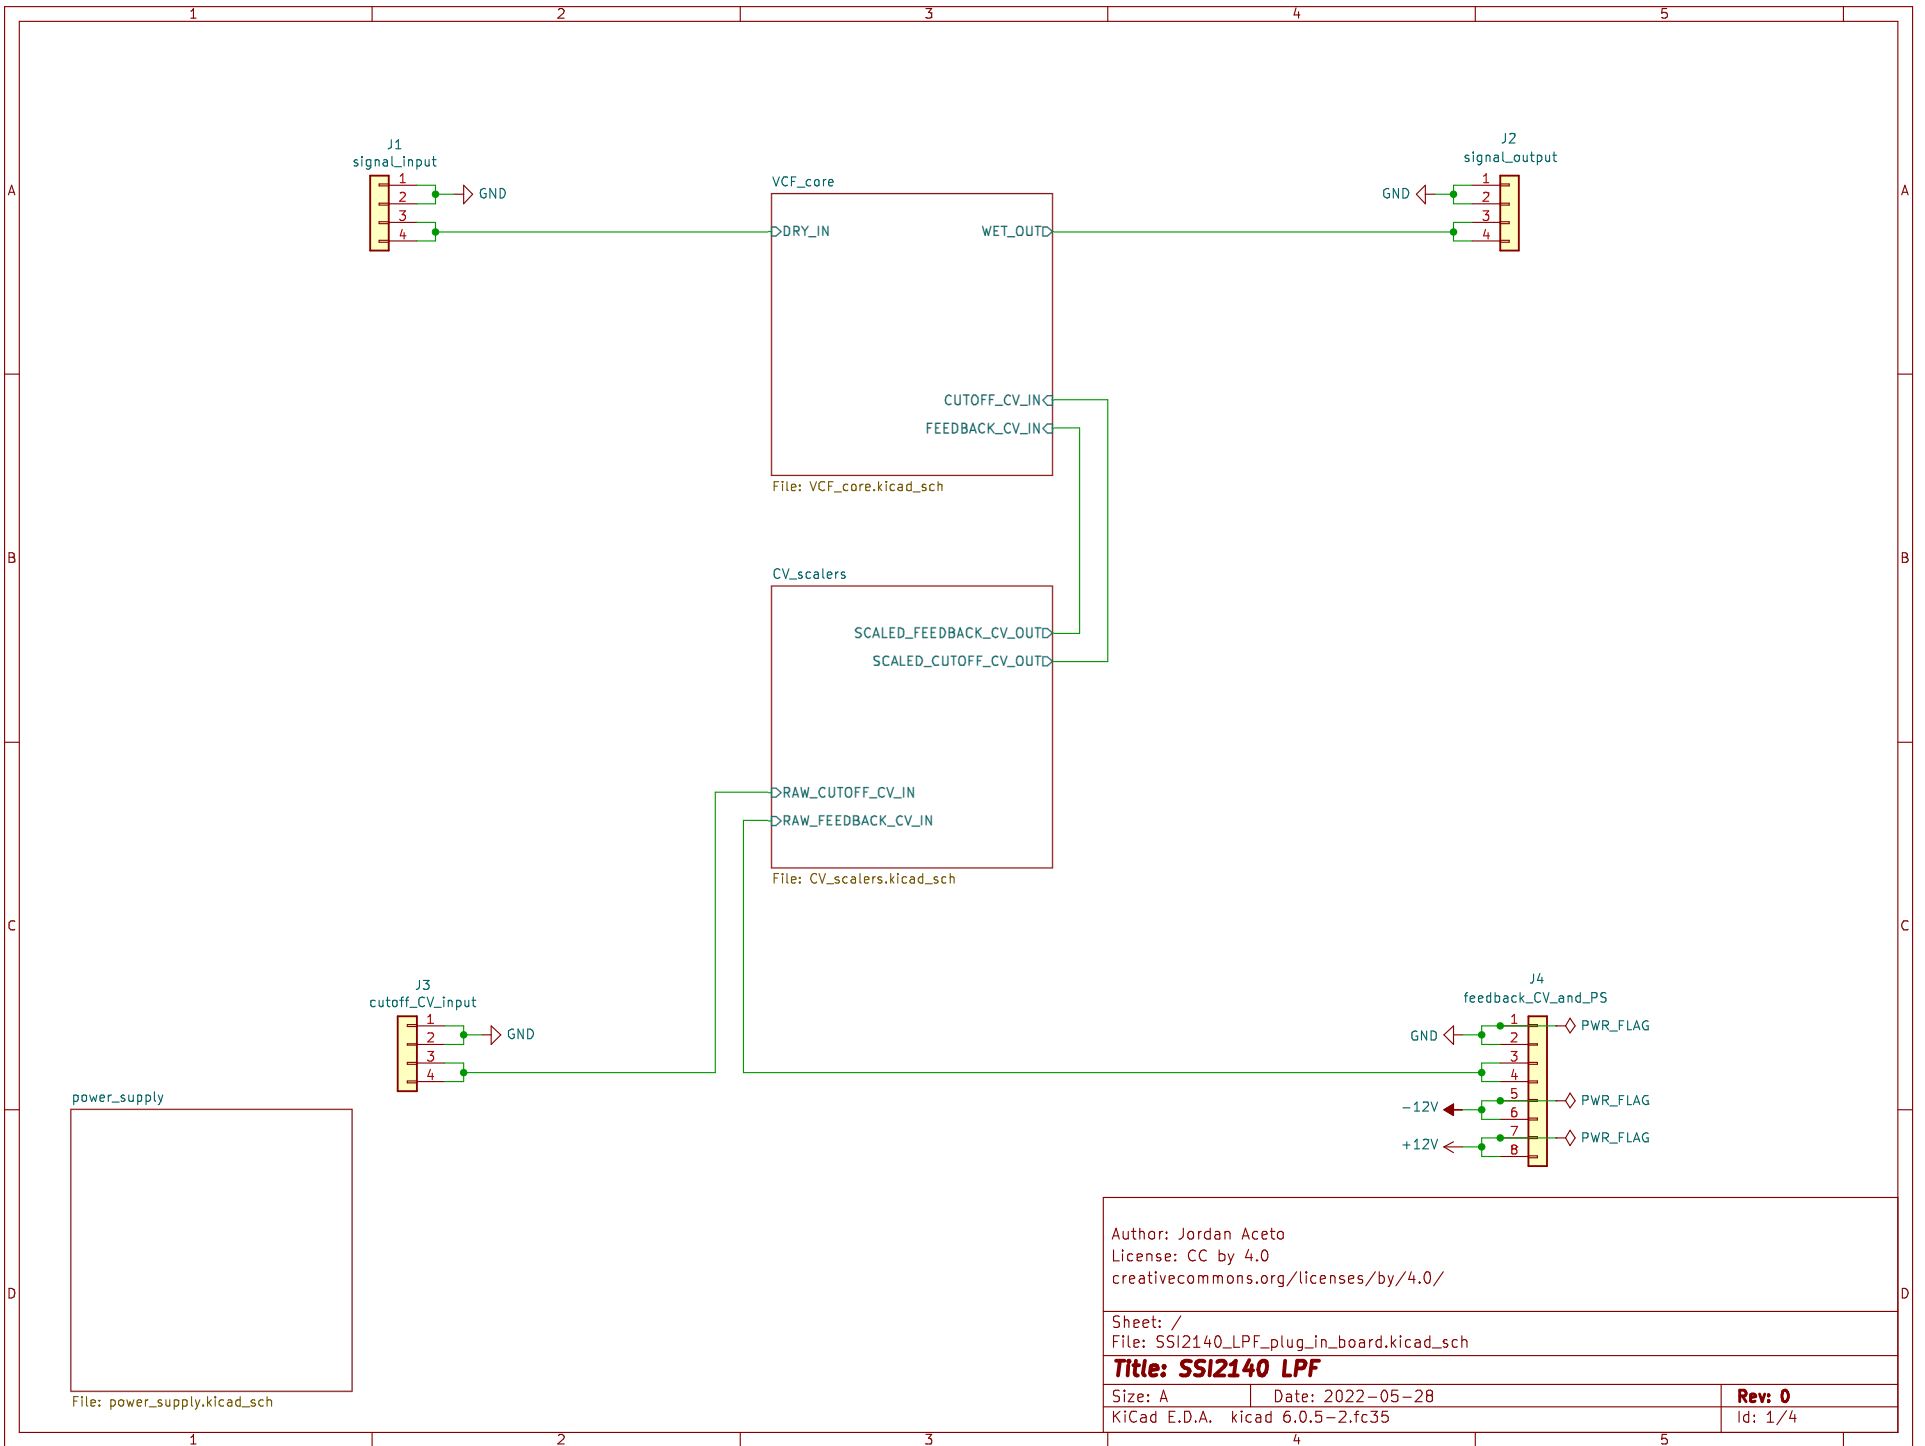 1 2 3 4 5
J1
signal_input
1
2
3
4
GND
VCF_core
DRY_IN
WET_OUT
CUTOFF_CV_IN
FEEDBACK_CV_IN
File: VCF_core.kicad_sch
J2
signal_output
GND
1
2
3
4
A A
B B
CV_scalers
SCALED_FEEDBACK_CV_OUT
SCALED_CUTOFF_CV_OUT
RAW_CUTOFF_CV_IN
RAW_FEEDBACK_CV_IN
File: CV_scalers.kicad_sch
C C
J3
cutoff_CV_input
1
2
3
4
GND
J4
feedback_CV_and_PS
GND
-12V
+12V
1
2
3
4
5
6
7
8
PWR_FLAG
PWR_FLAG
PWR_FLAG
power_supply
File: power_supply.kicad_sch
D D
Author: Jordan Aceto
License: CC by 4.0
creativecommons.org/licenses/by/4.0/
Sheet: /
File: SSI2140_LPF_plug_in_board.kicad_sch
Title: SSI2140 LPF
Size: A Date: 2022-05-28 Rev: 0
KiCad E.D.A. kicad 6.0.5-2.fc35 Id: 1/4
1 2 3 4 5